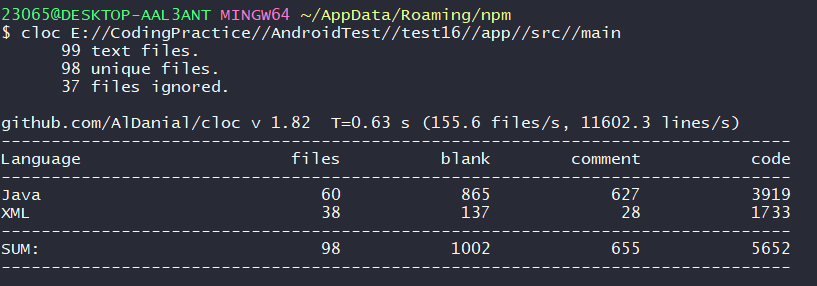 23065@DESKTOP-AAL3ANT MINGW64 ~/AppData/Roaming/npm
$ cloc E://CodingPractice//AndroidTest//test16//app//src//main
      99 text files.
      98 unique files.
      37 files ignored.

github.com/AlDanial/cloc v 1.82  T=0.63 s (155.6 files/s, 11602.3 lines/s)
-------------------------------------------------------------------------------
Language                     files          blank        comment           code
-------------------------------------------------------------------------------
Java                            60            865            627           3919
XML                             38            137             28           1733
-------------------------------------------------------------------------------
SUM:                            98           1002            655           5652
-------------------------------------------------------------------------------